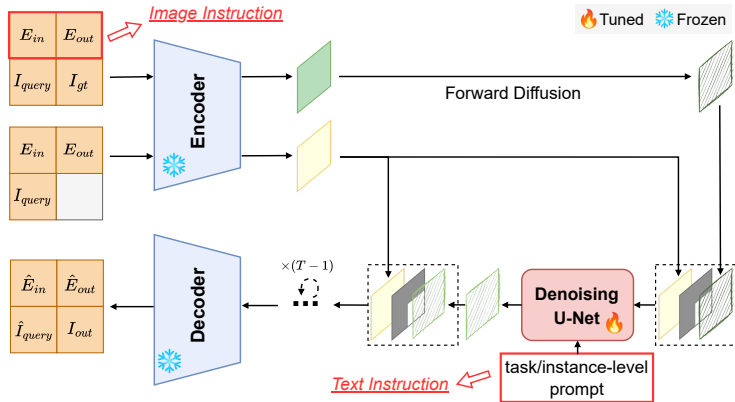 Image Instruction
🔥Tuned ❄Frozen
E_in E_out
I_query I_gt
Encoder
Forward Diffusion
E_in E_out
I_query
×(T − 1)
Ê_in Ê_out
Î_query I_out
Decoder
Denoising
U-Net
Text Instruction
task/instance-level
prompt